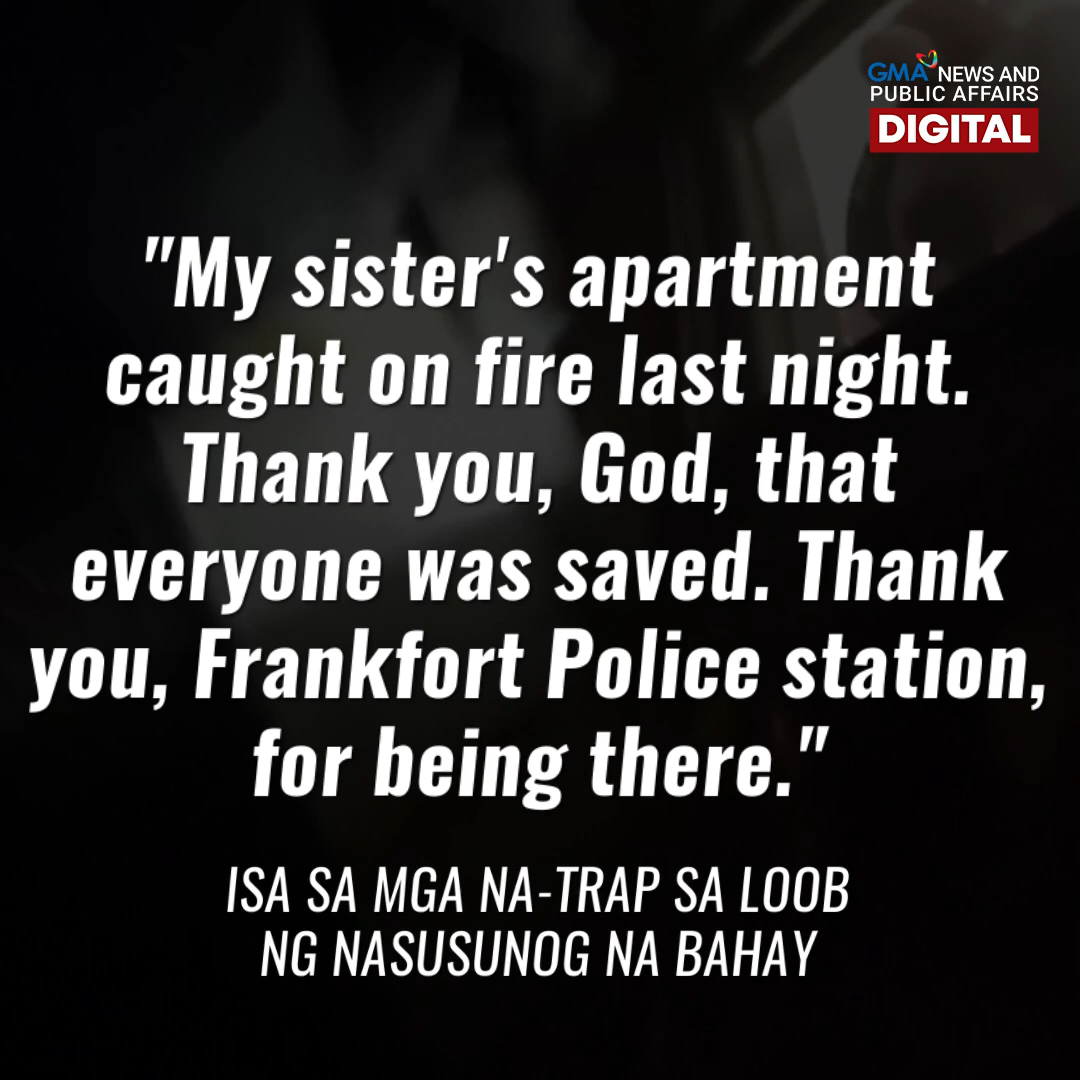 GMA NEWS AND
PUBLIC AFFAIRS
DIGITAL
"My sister's apartment
caught on fire last night.
Thank you, God, that
everyone was saved. Thank
you, Frankfort Police station,
for being there."
ISA SA MGA NA-TRAP SA LOOB
NG NASUSUNOG NA BAHAY